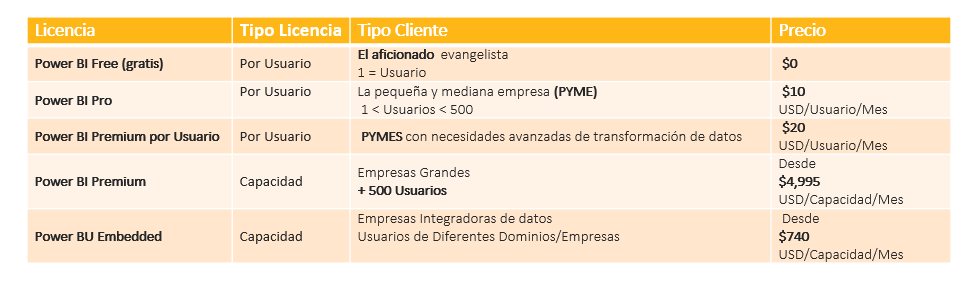 Licencia Tipo Licencia Tipo Cliente Precio
Power BI Free (gratis) Por Usuario El aficionado evangelista
1 = Usuario $0
Power BI Pro Por Usuario La pequeña y mediana empresa (PYME)
1 < Usuarios < 500 $10
USD/Usuario/Mes
Power BI Premium por Usuario Por Usuario PYMES con necesidades avanzadas de transformación de datos $20
USD/Usuario/Mes
Power BI Premium Capacidad Empresas Grandes
+ 500 Usuarios Desde
$4,995
USD/Capacidad/Mes
Power BU Embedded Capacidad Empresas Integradoras de datos
Usuarios de Diferentes Dominios/Empresas Desde
$740
USD/Capacidad/Mes